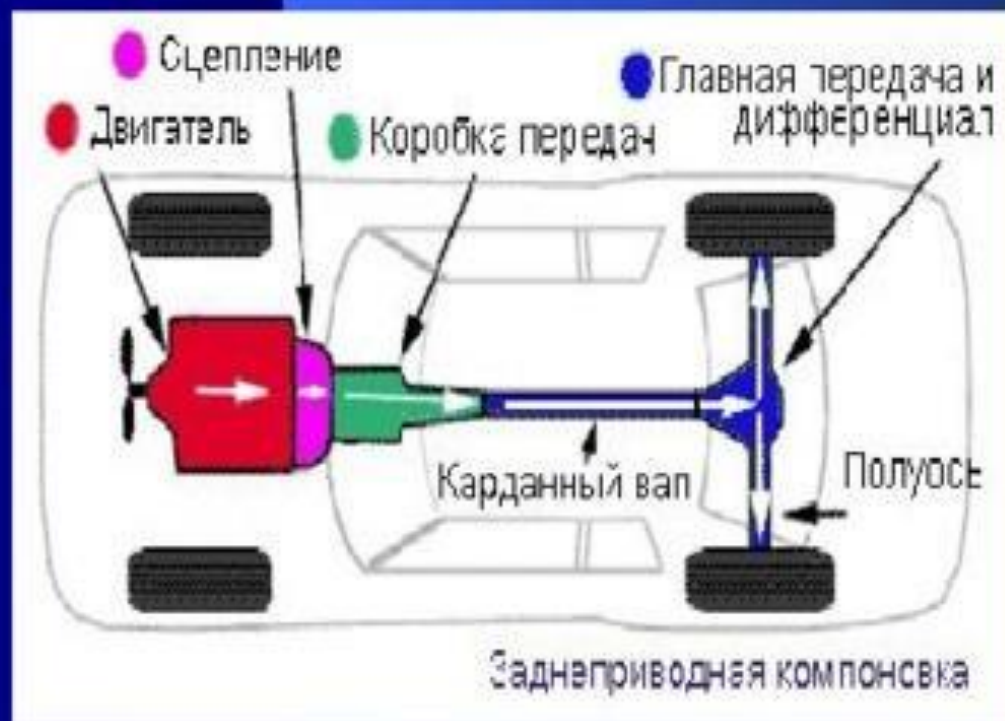 Сцепление
Двигатель
Коробка передач
Главная передача и
дифференциал
Карданный вал
Полуось
Заднеприводная компоновка